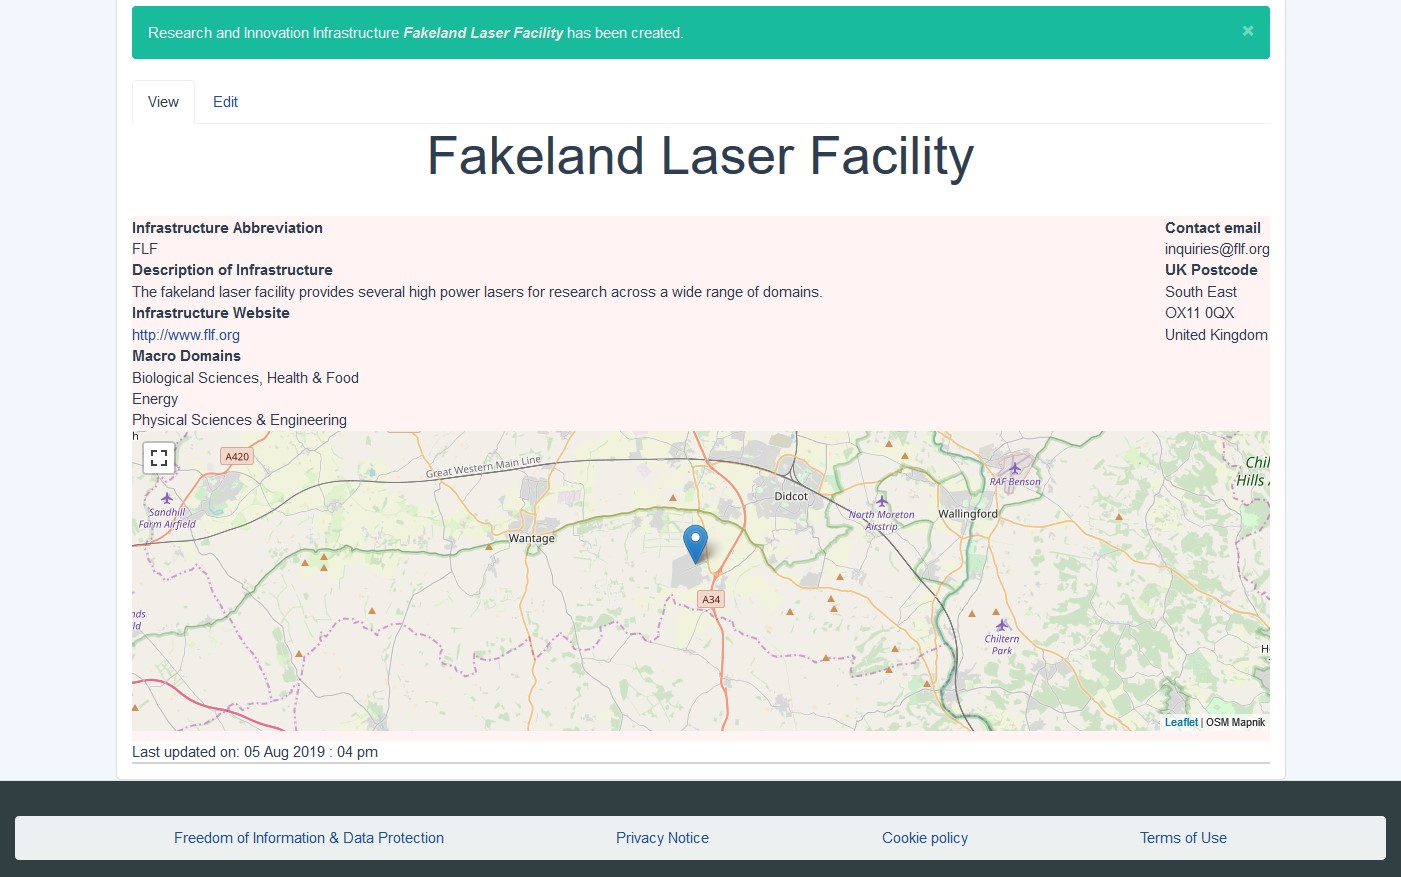 Research and Innovation Infrastructure Fakeland Laser Facility has been created.
×
View
Edit
Fakeland Laser Facility
Infrastructure Abbreviation
FLF
Description of Infrastructure
The fakeland laser facility provides several high power lasers for research across a wide range of domains.
Infrastructure Website
http://www.flf.org
Macro Domains
Biological Sciences, Health & Food
Energy
Physical Sciences & Engineering
Contact email
inquiries@flf.org
UK Postcode
South East
OX11 0QX
United Kingdom
h
A420
Great Western Main Line
Chil
Hills
RAF Benson
Didcot
Sandhill
Farm Airfield
North Moreton
Airstrip
Wallingford
Wantage
A34
nds
ld
Chiltern
Park
H
Leaflet | OSM Mapnik
Last updated on: 05 Aug 2019 : 04 pm
Freedom of Information & Data Protection
Privacy Notice
Cookie policy
Terms of Use